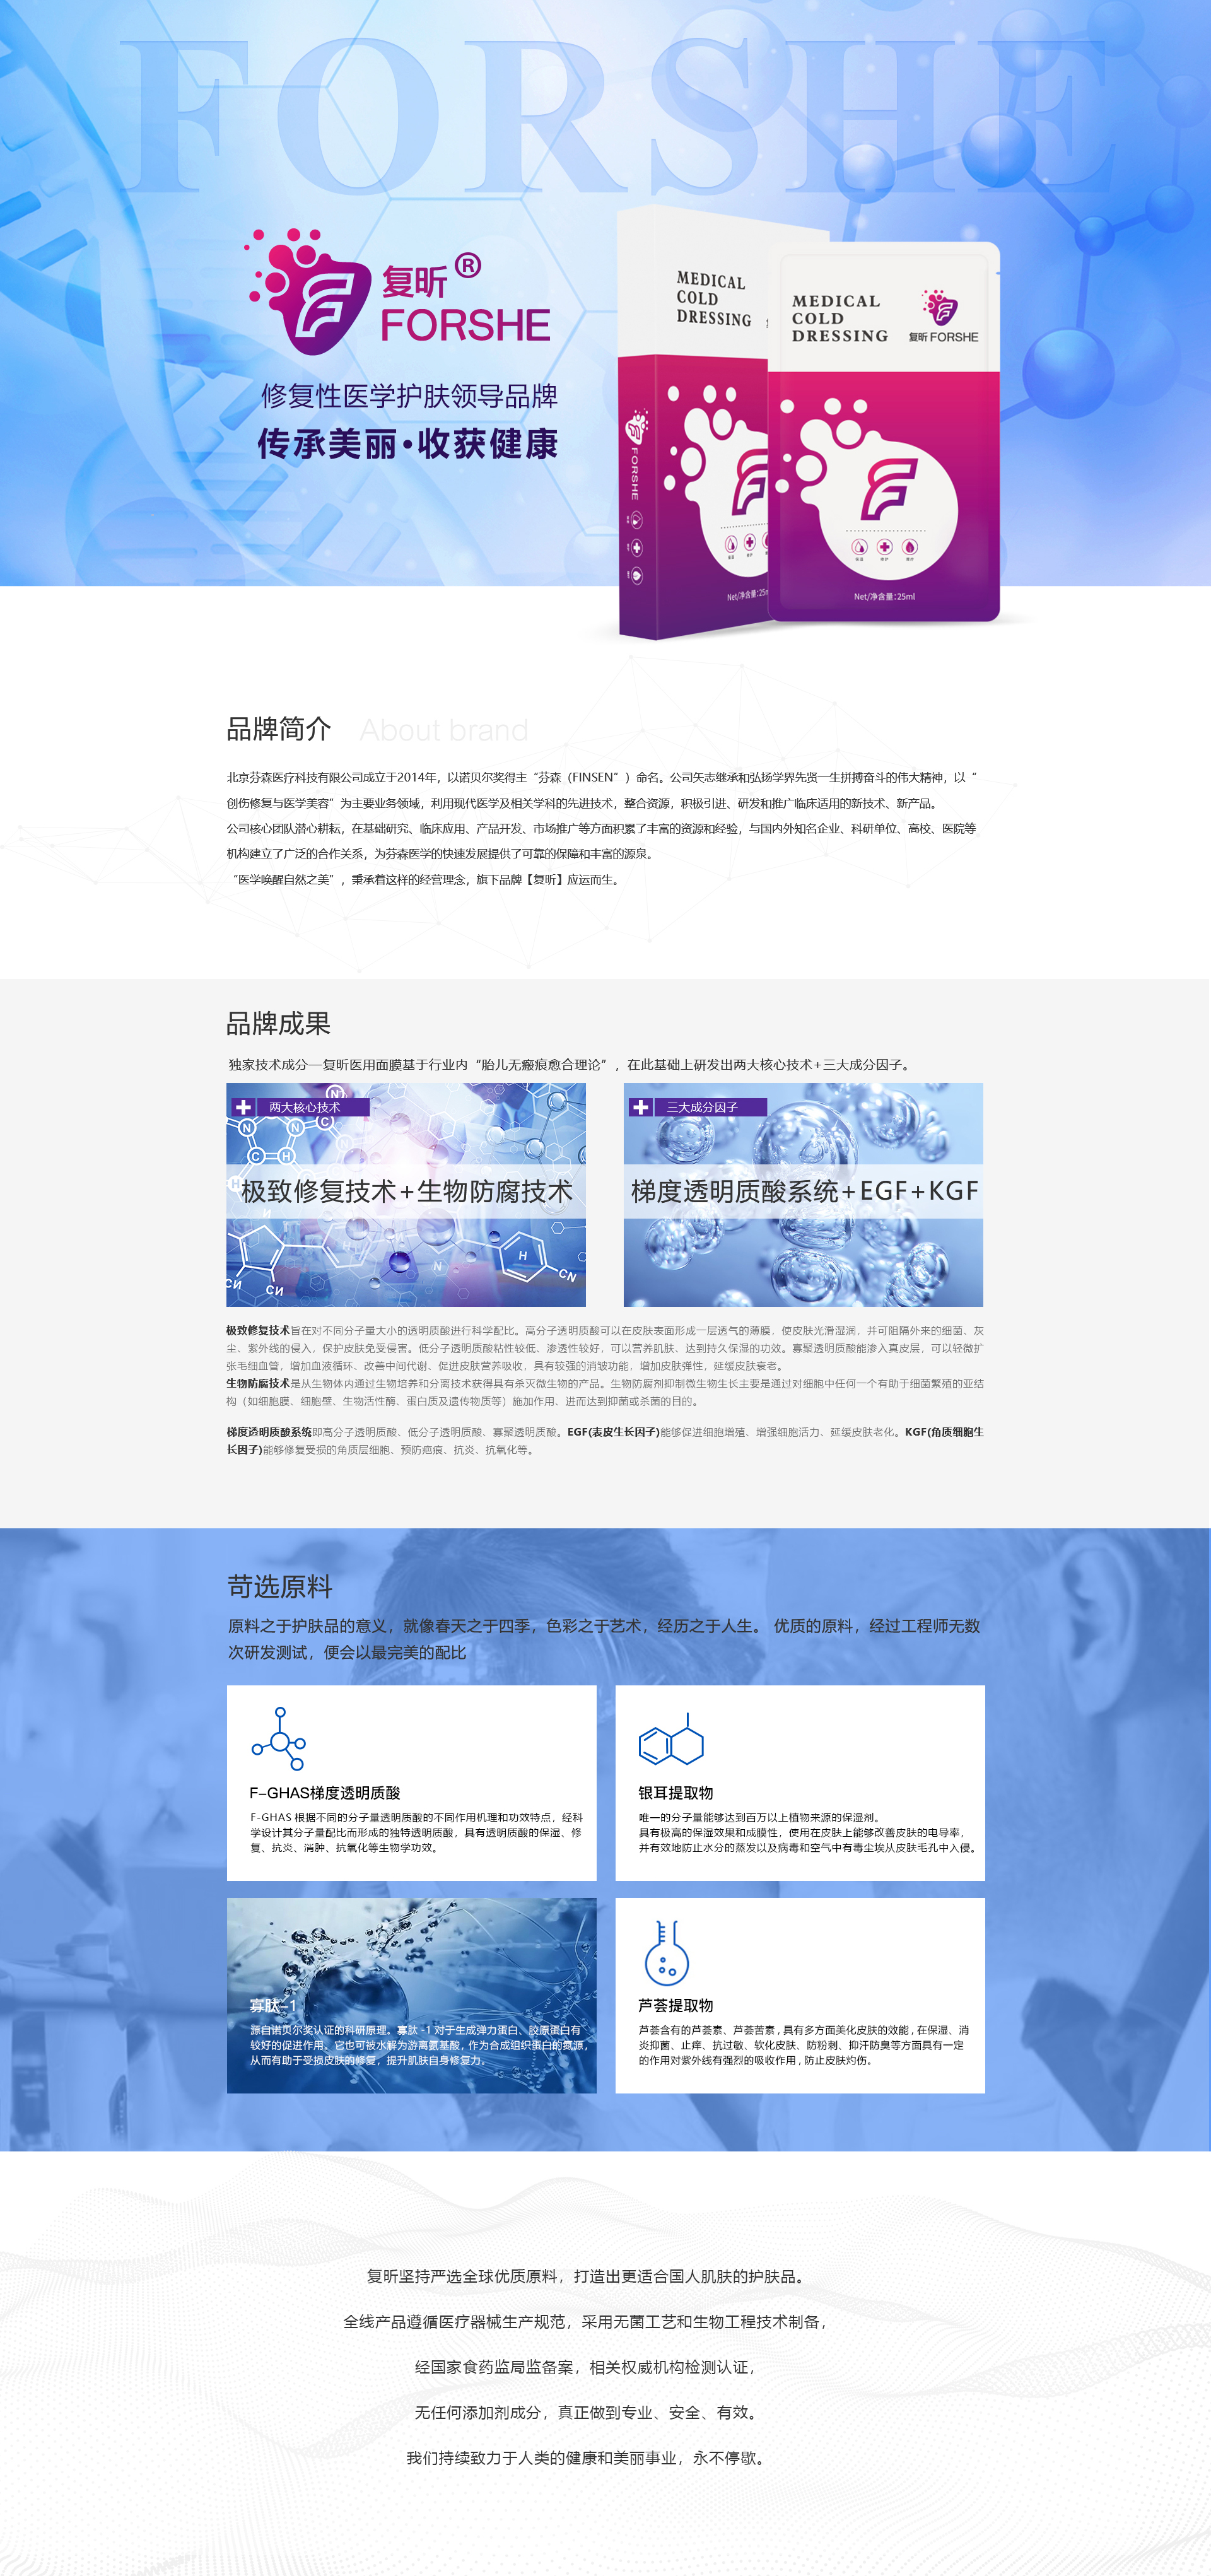 FORSHE
复昕®
FORSHE
修复性医学护肤领导品牌
传承美丽·收获健康
MEDICAL
COLD
DRESSING
FORSHE
Net/净含量:25m
MEDICAL
COLD
DRESSING
复昕 FORSHE
Net/净含量:25ml
品牌简介 About brand
北京芬森医疗科技有限公司成立于2014年，以诺贝尔奖得主“芬森（FINSEN”）命名。公司矢志继承和弘扬学界先贤一生拼搏奋斗的伟大精神，以“
创伤修复与医学美容”为主要业务领域，利用现代医学及相关学科的先进技术，整合资源，积极引进、研发和推广临床适用的新技术、新产品。
公司核心团队潜心耕耘，在基础研究、临床应用、产品开发、市场推广等方面积累了丰富的资源和经验，与国内外知名企业、科研单位、高校、医院等
机构建立了广泛的合作关系，为芬森医学的快速发展提供了可靠的保障和丰富的源泉。
“医学唤醒自然之美”，秉承着这样的经营理念，旗下品牌【复昕】应运而生。
品牌成果
独家技术成分—复昕医用面膜基于行业内“胎儿无瘢痕愈合理论”，在此基础上研发出两大核心技术+三大成分因子。
两大核心技术
极致修复技术+生物防腐技术
三大成分因子
梯度透明质酸系统+EGF+KGF
极致修复技术旨在对不同分子量大小的透明质酸进行科学配比。高分子透明质酸可以在皮肤表面形成一层透气的薄膜，使皮肤光滑湿润，并可阻隔外来的细菌、灰
尘、紫外线的侵入，保护皮肤免受侵害。低分子透明质酸粘性较低、渗透性较好，可以营养肌肤、达到持久保湿的功效。寡聚透明质酸能渗入真皮层，可以轻微扩
张毛细血管，增加血液循环、改善中间代谢、促进皮肤营养吸收，具有较强的消皱功能，增加皮肤弹性，延缓皮肤衰老。
生物防腐技术是从生物体内通过生物培养和分离技术获得具有杀灭微生物的产品。生物防腐剂抑制微生物生长主要是通过对细胞中任何一个有助于细菌繁殖的亚结
构（如细胞膜、细胞壁、生物活性酶、蛋白质及遗传物质等）施加作用、进而达到抑菌或杀菌的目的。
梯度透明质酸系统即高分子透明质酸、低分子透明质酸、寡聚透明质酸。EGF(表皮生长因子)能够促进细胞增殖、增强细胞活力、延缓皮肤老化。KGF(角质细胞生
长因子)能够修复受损的角质层细胞、预防疤痕、抗炎、抗氧化等。
苛选原料
原料之于护肤品的意义，就像春天之于四季，色彩之于艺术，经历之于人生。 优质的原料，经过工程师无数
次研发测试，便会以最完美的配比
F-GHAS梯度透明质酸
F-GHAS 根据不同的分子量透明质酸的不同作用机理和功效特点，经科
学设计其分子量配比而形成的独特透明质酸，具有透明质酸的保湿、修
复、抗炎、消肿、抗氧化等生物学功效。
银耳提取物
唯一的分子量能够达到百万以上植物来源的保湿剂。
具有极高的保湿效果和成膜性，使用在皮肤上能够改善皮肤的电导率，
并有效地防止水分的蒸发以及病毒和空气中有毒尘埃从皮肤毛孔中入侵。
寡肽-1
源自诺贝尔奖认证的科研原理。寡肽 -1 对于生成弹力蛋白、胶原蛋白有
较好的促进作用。它也可被水解为游离氨基酸，作为合成组织蛋白的氮源，
从而有助于受损皮肤的修复，提升肌肤自身修复力。
芦荟提取物
芦荟含有的芦荟素、芦荟苦素，具有多方面美化皮肤的效能，在保湿、消
炎抑菌、止痒、抗过敏、软化皮肤、防粉刺、抑汗防臭等方面具有一定
的作用对紫外线有强烈的吸收作用，防止皮肤灼伤。
复昕坚持严选全球优质原料，打造出更适合国人肌肤的护肤品。
全线产品遵循医疗器械生产规范，采用无菌工艺和生物工程技术制备，
经国家食药监局监备案，相关权威机构检测认证，
无任何添加剂成分，真正做到专业、安全、有效。
我们持续致力于人类的健康和美丽事业，永不停歇。